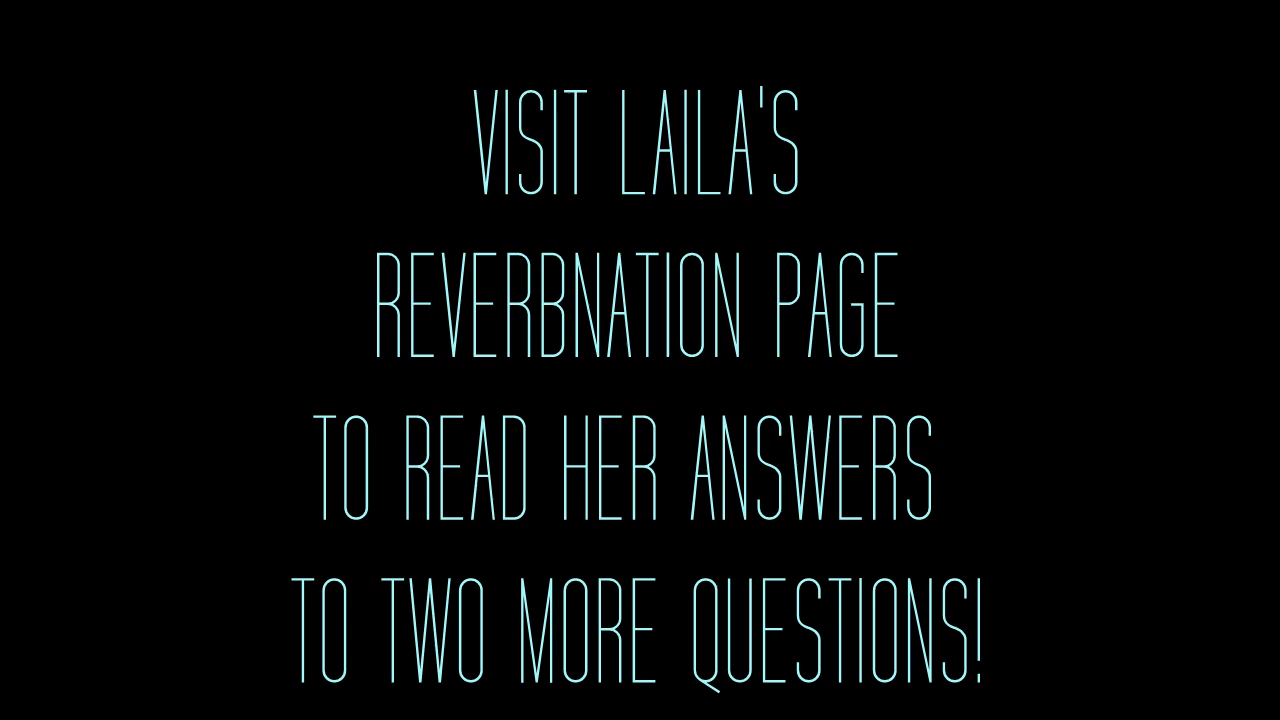 VISIT LAILA'S
REVERBNATION PAGE
TO READ HER ANSWERS
TO TWO MORE QUESTIONS!